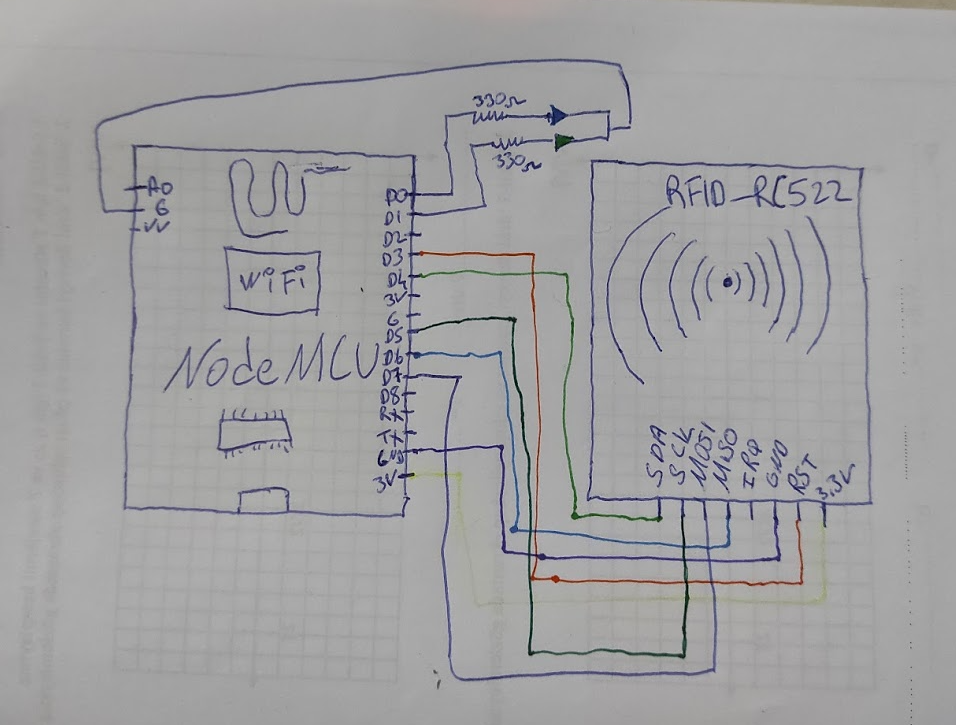 330Ω
330Ω
A0
G
VV
WiFi
NodeMCU
D0
D1
D2
D3
D4
3V
G
D5
D6
D7
D8
RX
TX
GND
3V
RFID-RC522
SDA
SCK
MOSI
MISO
IRQ
GND
RST
3.3V